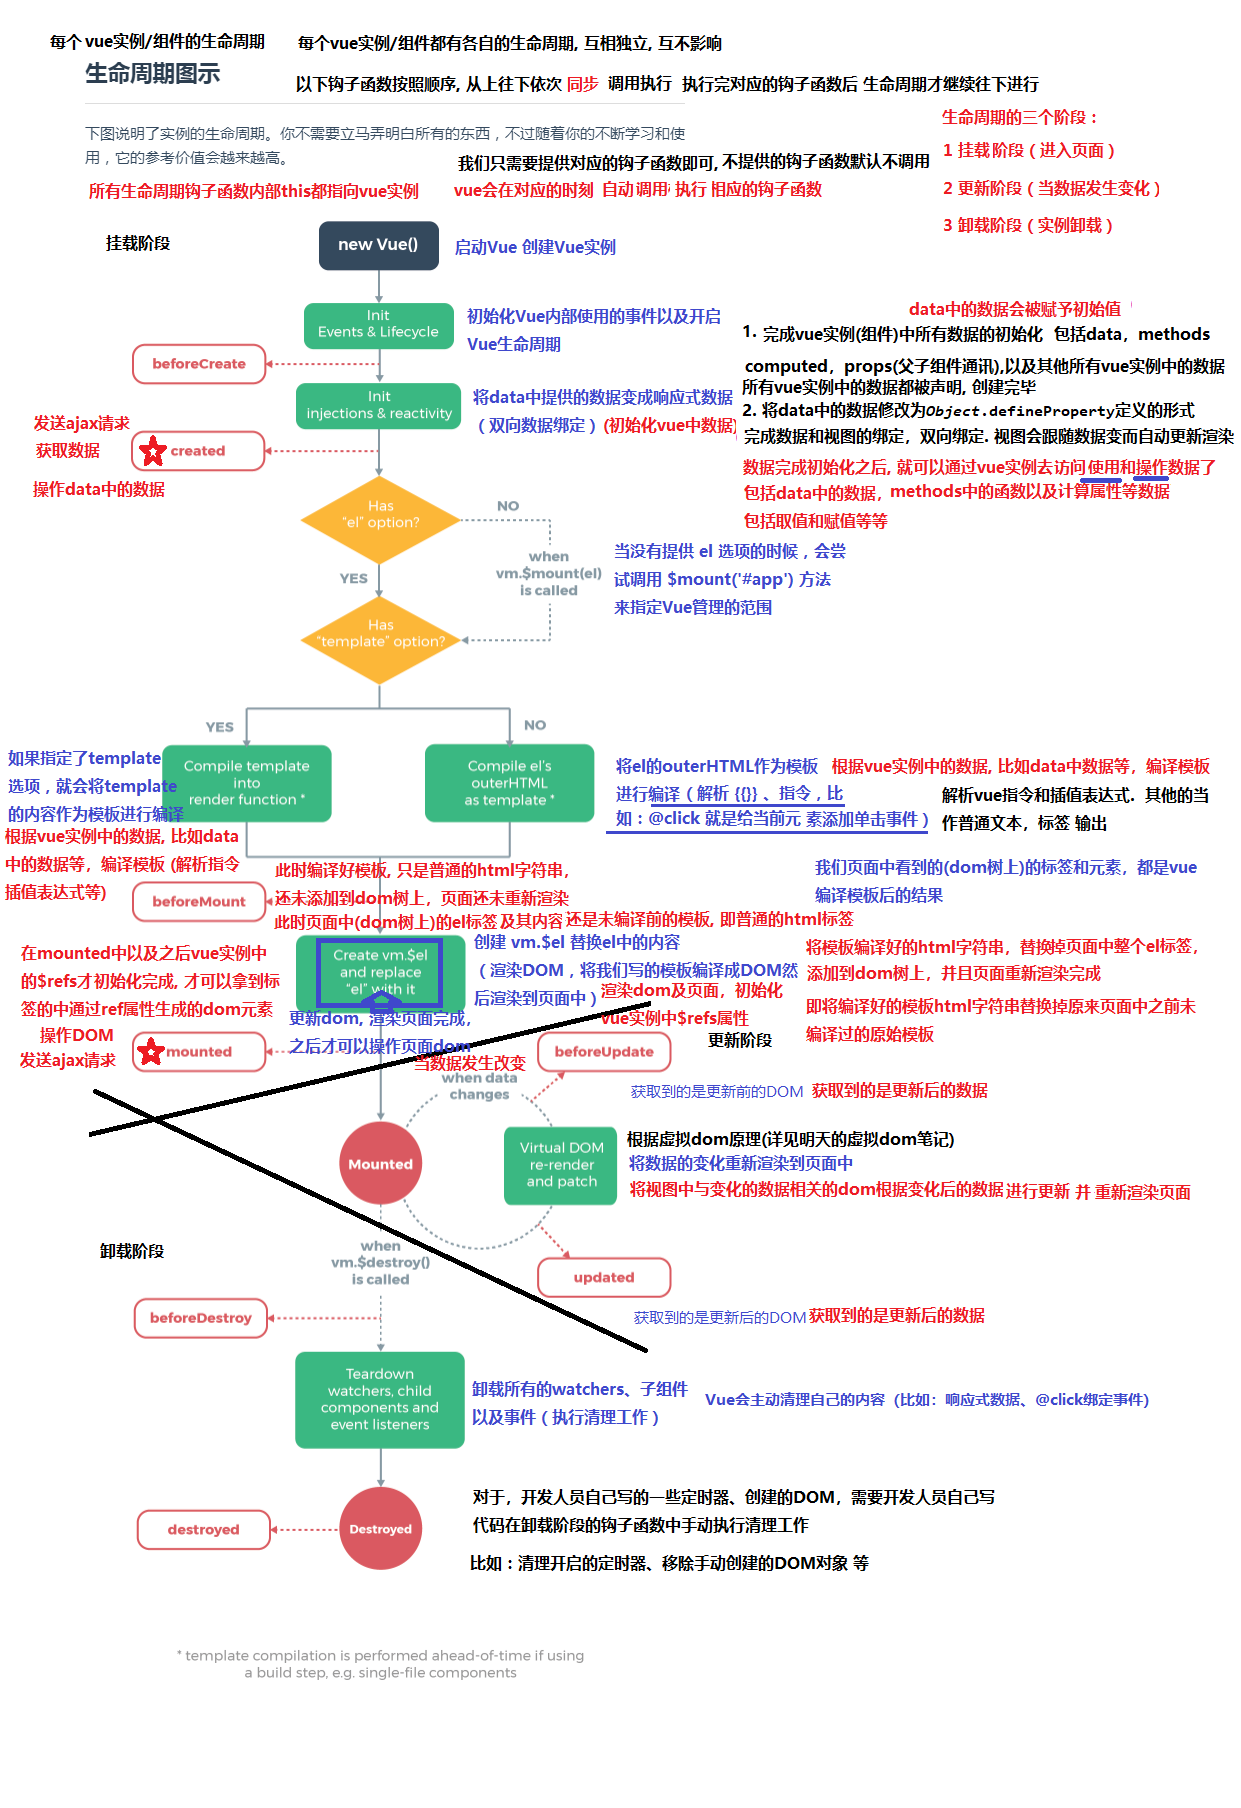 每个 vue实例/组件的生命周期
每个vue实例/组件都有各自的生命周期, 互相独立, 互不影响
生命周期图示
以下钩子函数按照顺序, 从上往下依次 同步 调用执行 执行完对应的钩子函数后 生命周期才继续往下进行
下图说明了实例的生命周期。你不需要立马弄明白所有的东西，不过随着你的不断学习和使
用，它的参考价值会越来越高。
我们只需要提供对应的钩子函数即可, 不提供的钩子函数默认不调用
所有生命周期钩子函数内部this都指向vue实例
vue会在对应的时刻 自动 调用 执行 相应的钩子函数
生命周期的三个阶段：
1 挂载 阶段（进入页面）
2 更新阶段（当数据发生变化）
3 卸载阶段（实例卸载）
挂载阶段
new Vue()
启动Vue 创建Vue实例
Init
Events & Lifecycle
初始化Vue内部使用的事件以及开启
Vue生命周期
beforeCreate
data中的数据会被赋予初始值
1. 完成vue实例(组件)中所有数据的初始化 包括data，methods
computed，props(父子组件通讯),以及其他所有vue实例中的数据
所有vue实例中的数据都被声明, 创建完毕
2. 将data中的数据修改为Object.defineProperty定义的形式
完成数据和视图的绑定，双向绑定. 视图会跟随数据变而自动更新渲染
数据完成初始化之后, 就可以通过vue实例去访问 使用和操作数据了
包括data中的数据，methods中的函数以及计算属性等数据
包括取值和赋值等等
Init
injections & reactivity
将data中提供的数据变成响应式数据
（双向数据绑定）(初始化vue中数据)
发送ajax请求
获取数据
created
操作data中的数据
Has
"el" option?
NO
when
vm.$mount(el)
is called
当没有提供 el 选项的时候，会尝
试调用 $mount('#app') 方法
来指定Vue管理的范围
YES
Has
"template" option?
YES
NO
如果指定了template
选项，就会将template
的内容作为模板进行编译
根据vue实例中的数据, 比如data
中的数据等，编译模板 (解析指令
插值表达式等)
Compile template
into
render function *
Compile el's
outerHTML
as template *
将el的outerHTML作为模板 根据vue实例中的数据, 比如data中数据等，编译模板
进行编译（解析 {{}} 、指令，比
如：@click 就是给当前元 素添加单击事件）
解析vue指令和插值表达式. 其他的当
作普通文本，标签 输出
我们页面中看到的(dom树上)的标签和元素，都是vue
编译模板后的结果
beforeMount
此时编译好模板, 只是普通的html字符串，
还未添加到dom树上，页面还未重新渲染
此时页面中(dom树上)的el标签 及其内容 还是未编译前的模板, 即普通的html标签
Create vm.$el
and replace
"el" with it
创建 vm.$el 替换el中的内容
（渲染DOM，将我们写的模板编译成DOM然
后渲染到页面中）
渲染dom及页面，初始化
vue实例中$refs属性
将模板编译好的html字符串，替换掉页面中整个el标签，
添加到dom树上，并且页面重新渲染完成
即将编译好的模板html字符串替换掉原来页面中之前未
编译过的原始模板
在mounted中以及之后vue实例中
的$refs才初始化完成, 才可以拿到标
签的中通过ref属性生成的dom元素
操作DOM
发送ajax请求
mounted
更新dom, 渲染页面完成，
之后才可以操作页面dom
当数据发生改变
when data
changes
更新阶段
beforeUpdate
获取到的是更新前的DOM 获取到的是更新后的数据
Mounted
Virtual DOM
re-render
and patch
根据虚拟dom原理(详见明天的虚拟dom笔记)
将数据的变化重新渲染到页面中
将视图中与变化的数据相关的dom根据变化后的数据 进行更新 并 重新渲染页面
卸载阶段
when
vm.$destroy()
is called
updated
获取到的是更新后的DOM 获取到的是更新后的数据
beforeDestroy
Teardown
watchers, child
components and
event listeners
卸载所有的watchers、子组件
以及事件（执行清理工作）
Vue会主动清理自己的内容 (比如：响应式数据、@click绑定事件)
Destroyed
destroyed
对于，开发人员自己写的一些定时器、创建的DOM，需要开发人员自己写
代码在卸载阶段的钩子函数中手动执行清理工作
比如：清理开启的定时器、移除手动创建的DOM对象 等
* template compilation is performed ahead-of-time if using
a build step, e.g. single-file components